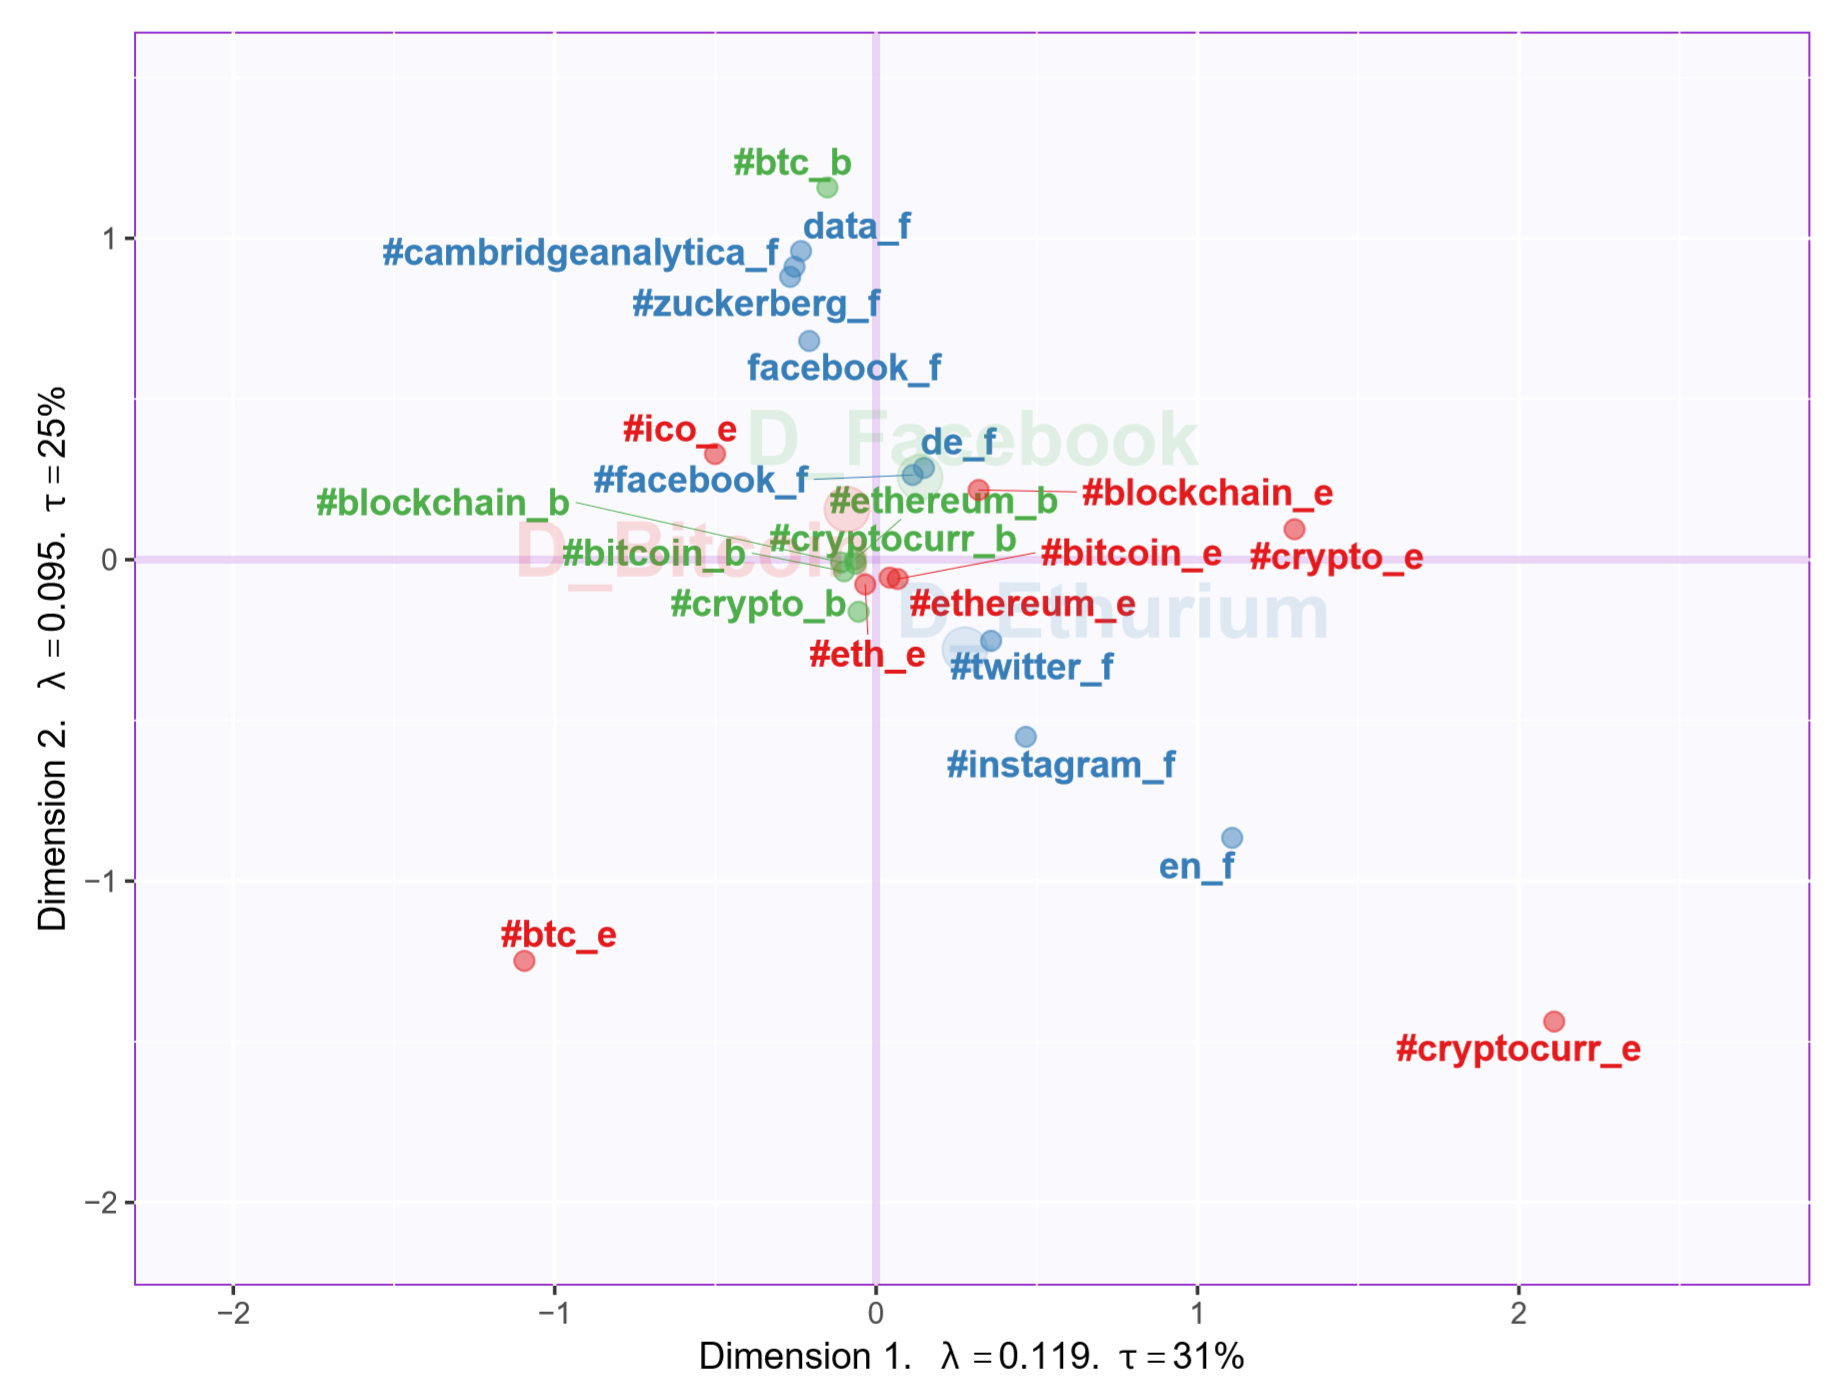 #btc_b
data_f
#cambridgeanalytica_f
#zuckerberg_f
facebook_f
D_Facebook
#ico_e
de_f
#facebook_f
#blockchain_e
#blockchain_b
#ethereum_b
#cryptocurr_b
D_Bitcoin
#bitcoin_b
#bitcoin_e
#crypto_e
#crypto_b
#ethereum_e
D_Ethurium
#eth_e
#twitter_f
#instagram_f
en_f
#btc_e
#cryptocurr_e
1
0
−1
−2
−2
−1
0
1
2
Dimension 2. λ = 0.095. τ = 25%
Dimension 1. λ = 0.119. τ = 31%